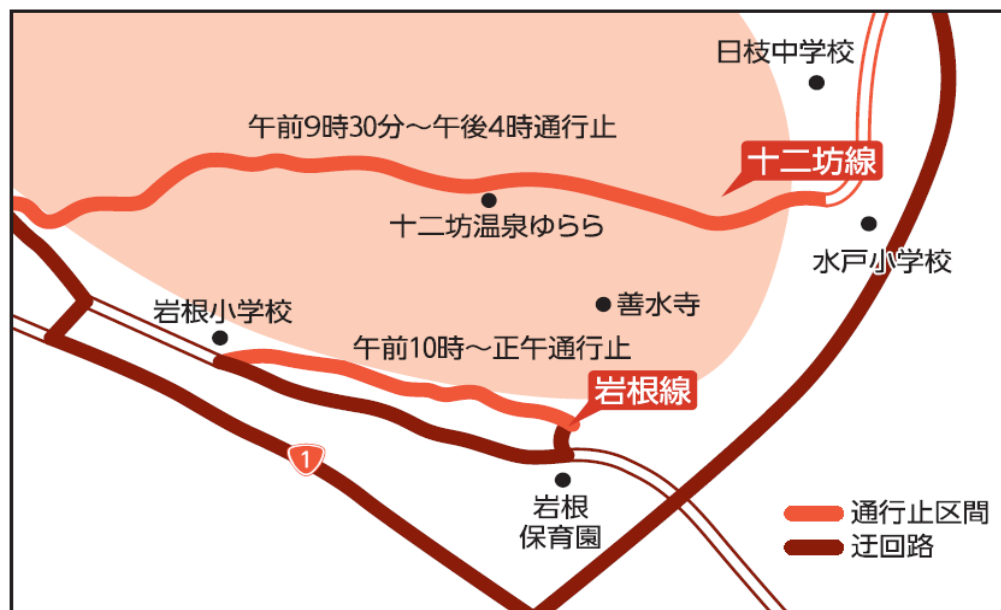 日枝中学校
午前9時30分～午後4時通行止
十二坊線
十二坊温泉ゆらら
水戸小学校
岩根小学校
善水寺
午前10時～正午通行止
岩根線
1
岩根
保育園
通行止区間
迂回路